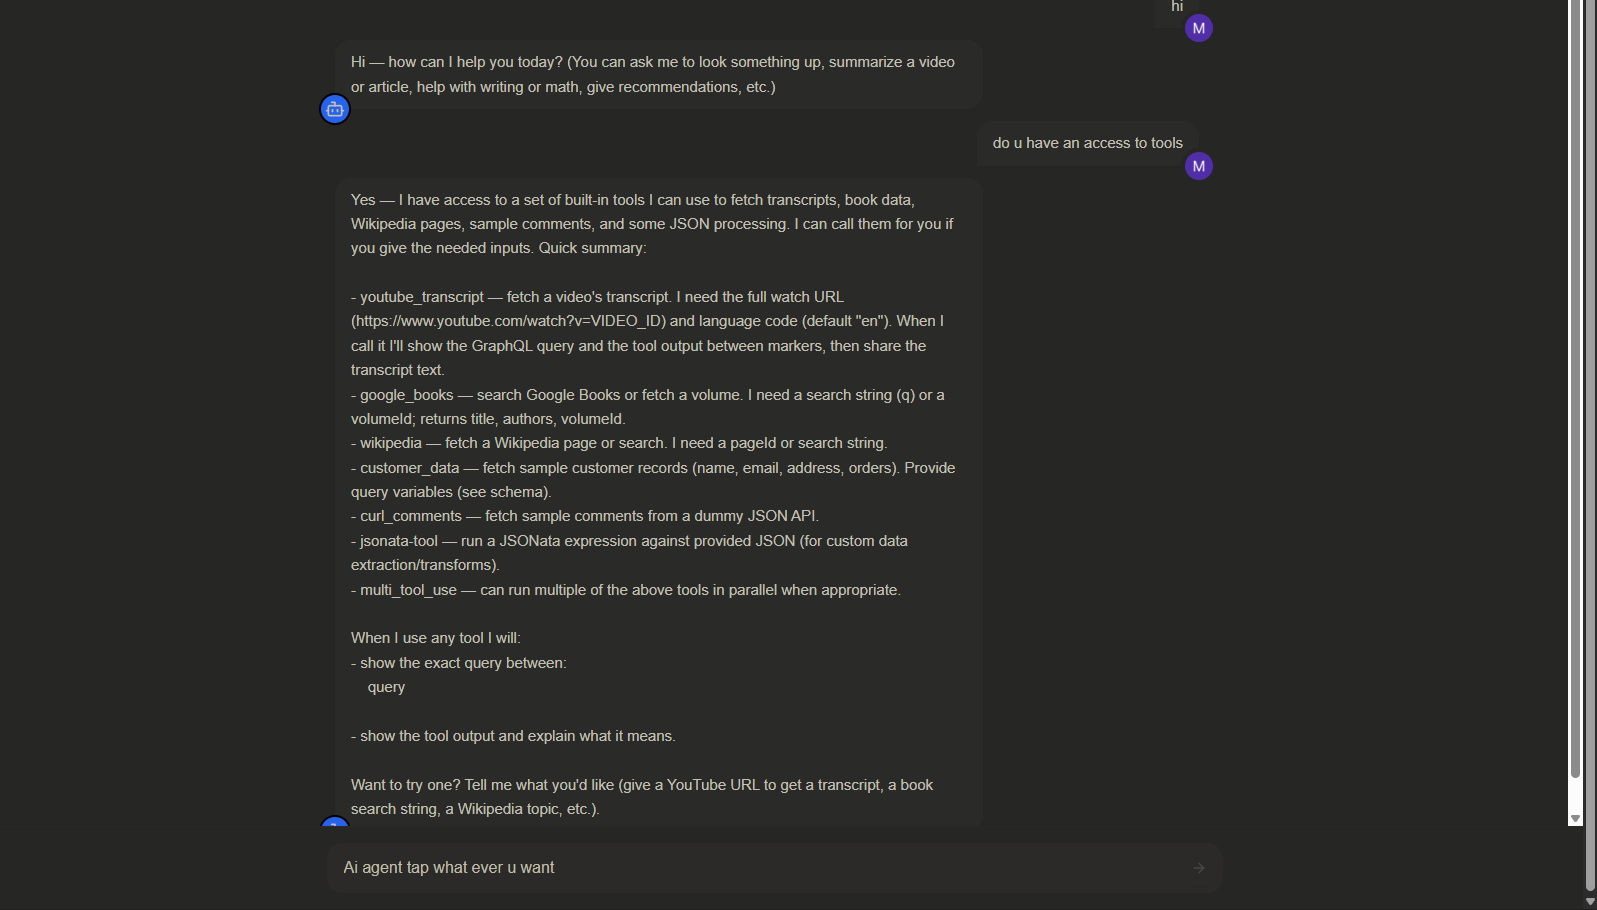 hi
M
Hi — how can I help you today? (You can ask me to look something up, summarize a video
or article, help with writing or math, give recommendations, etc.)
do u have an access to tools
M
Yes — I have access to a set of built-in tools I can use to fetch transcripts, book data,
Wikipedia pages, sample comments, and some JSON processing. I can call them for you if
you give the needed inputs. Quick summary:
- youtube_transcript — fetch a video's transcript. I need the full watch URL
(https://www.youtube.com/watch?v=VIDEO_ID) and language code (default "en"). When I
call it I'll show the GraphQL query and the tool output between markers, then share the
transcript text.
- google_books — search Google Books or fetch a volume. I need a search string (q) or a
volumeId; returns title, authors, volumeId.
- wikipedia — fetch a Wikipedia page or search. I need a pageId or search string.
- customer_data — fetch sample customer records (name, email, address, orders). Provide
query variables (see schema).
- curl_comments — fetch sample comments from a dummy JSON API.
- jsonata-tool — run a JSONata expression against provided JSON (for custom data
extraction/transforms).
- multi_tool_use — can run multiple of the above tools in parallel when appropriate.
When I use any tool I will:
- show the exact query between:
query
- show the tool output and explain what it means.
Want to try one? Tell me what you'd like (give a YouTube URL to get a transcript, a book
search string, a Wikipedia topic, etc.).
Ai agent tap what ever u want